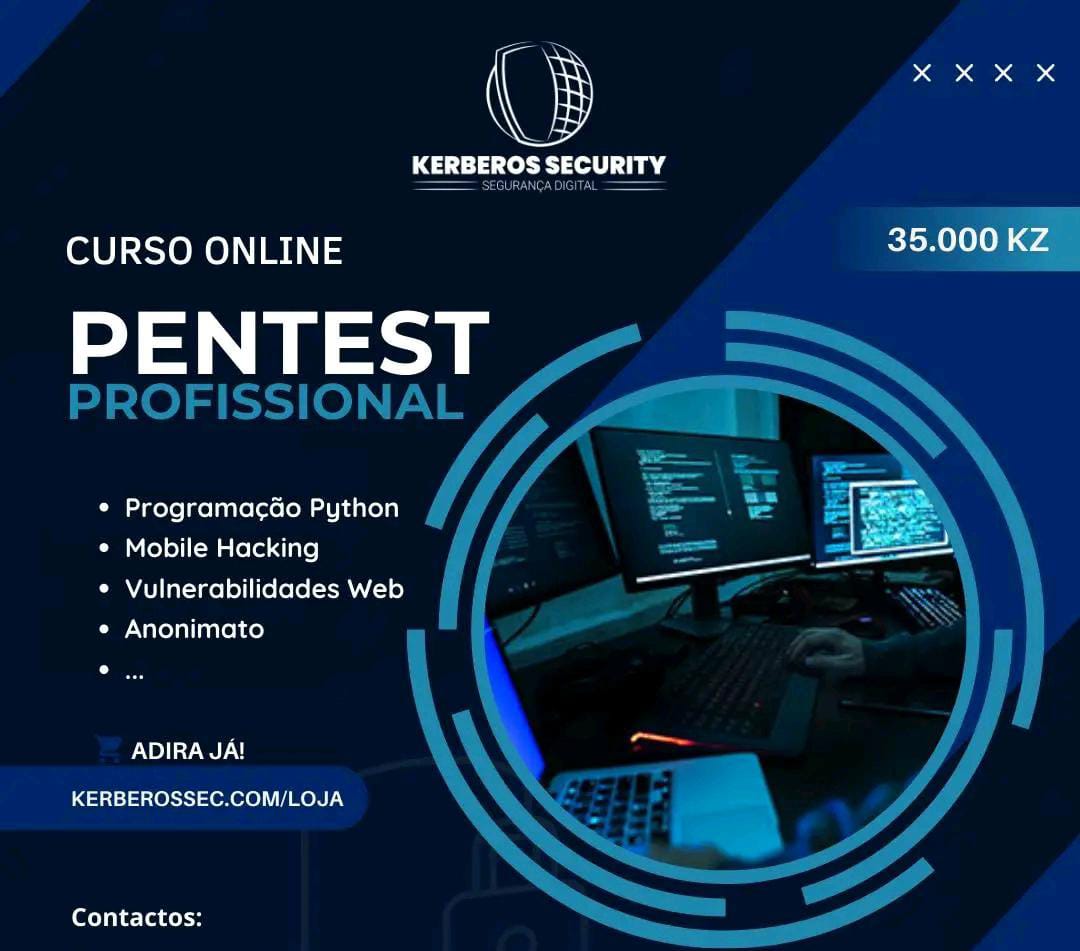 KERBEROS SECURITY
SEGURANÇA DIGITAL
35.000 KZ
CURSO ONLINE
PENTEST
PROFISSIONAL
• Programação Python
• Mobile Hacking
• Vulnerabilidades Web
• Anonimato
• ...
ADIRA JÁ!
KERBEROSSEC.COM/LOJA
Contactos: